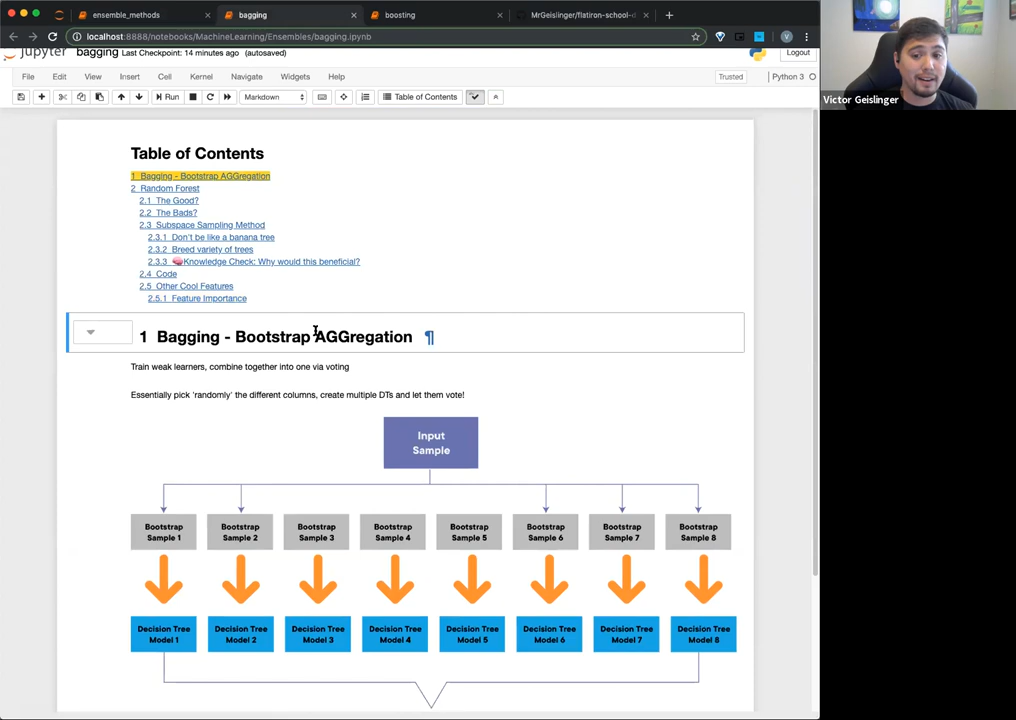 ensemble_methods
bagging
boosting
MrGeislinger/flatiron-school-d
localhost:8888/notebooks/MachineLearning/Ensembles/bagging.ipynb
jupyter bagging Last Checkpoint: 14 minutes ago (autosaved)
Logout
File Edit View Insert Cell Kernel Navigate Widgets Help
Trusted
Python 3
Run
Markdown
Table of Contents
Victor Geislinger
Table of Contents
1 Bagging - Bootstrap AGGregation
2 Random Forest
2.1 The Good?
2.2 The Bads?
2.3 Subspace Sampling Method
2.3.1 Don't be like a banana tree
2.3.2 Breed variety of trees
2.3.3 🧠Knowledge Check: Why would this beneficial?
2.4 Code
2.5 Other Cool Features
2.5.1 Feature Importance
1 Bagging - Bootstrap AGGregation ¶
Train weak learners, combine together into one via voting
Essentially pick 'randomly' the different columns, create multiple DTs and let them vote!
Input
Sample
Bootstrap
Sample 1
Bootstrap
Sample 2
Bootstrap
Sample 3
Bootstrap
Sample 4
Bootstrap
Sample 5
Bootstrap
Sample 6
Bootstrap
Sample 7
Bootstrap
Sample 8
Decision Tree
Model 1
Decision Tree
Model 2
Decision Tree
Model 3
Decision Tree
Model 4
Decision Tree
Model 5
Decision Tree
Model 6
Decision Tree
Model 7
Decision Tree
Model 8